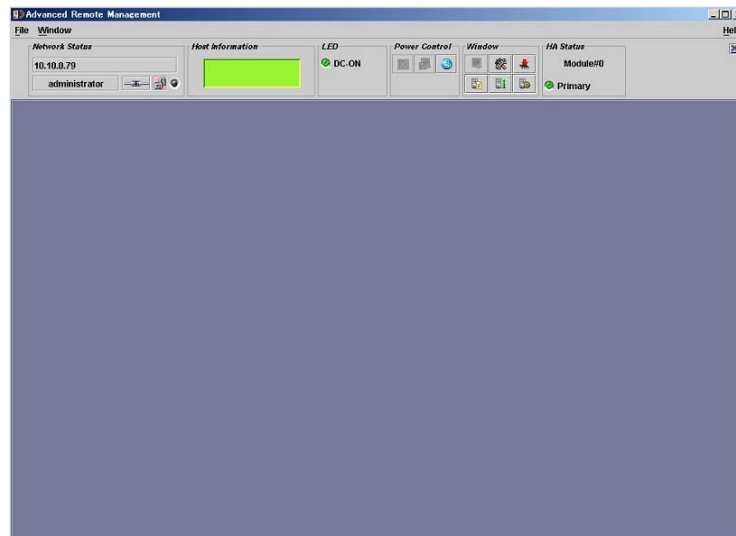 Advanced Remote Management
File Window Hel
Network Status Host Information LED Power Control Window HA Status
10.10.0.79 DC-ON Module#0
administrator Primary